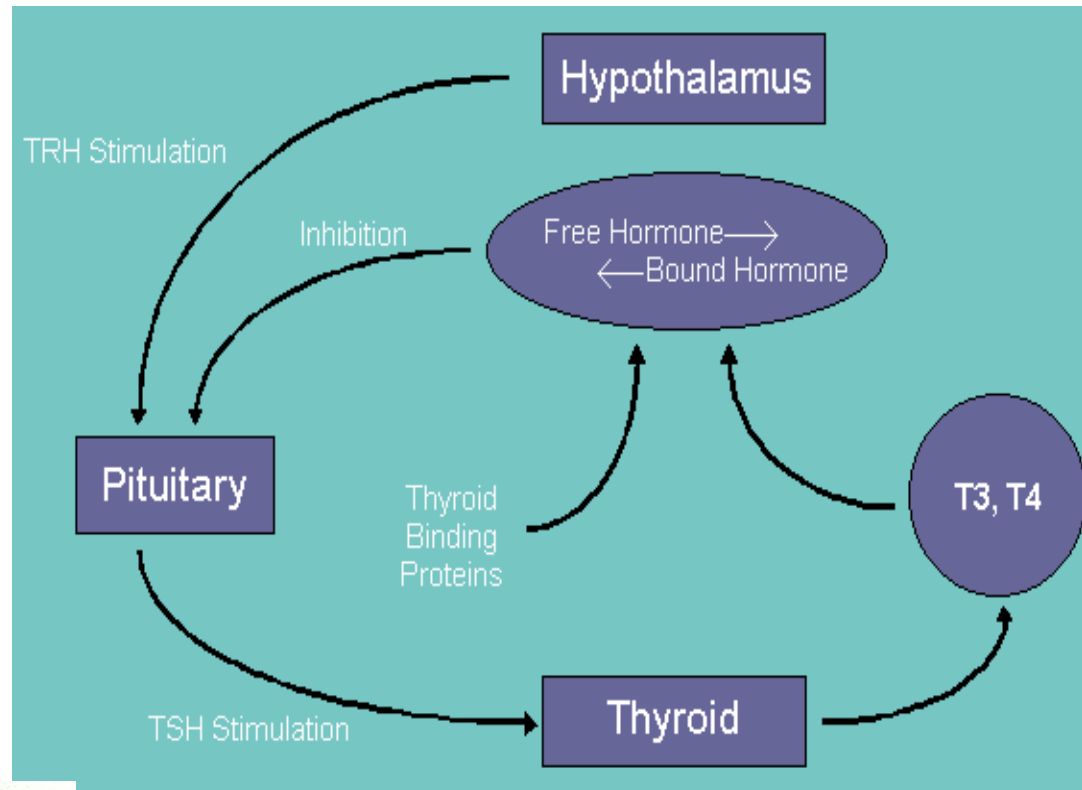 Hypothalamus
TRH Stimulation
Inhibition
Free Hormone→
←Bound Hormone
Pituitary
Thyroid
Binding
Proteins
T3, T4
Thyroid
TSH Stimulation